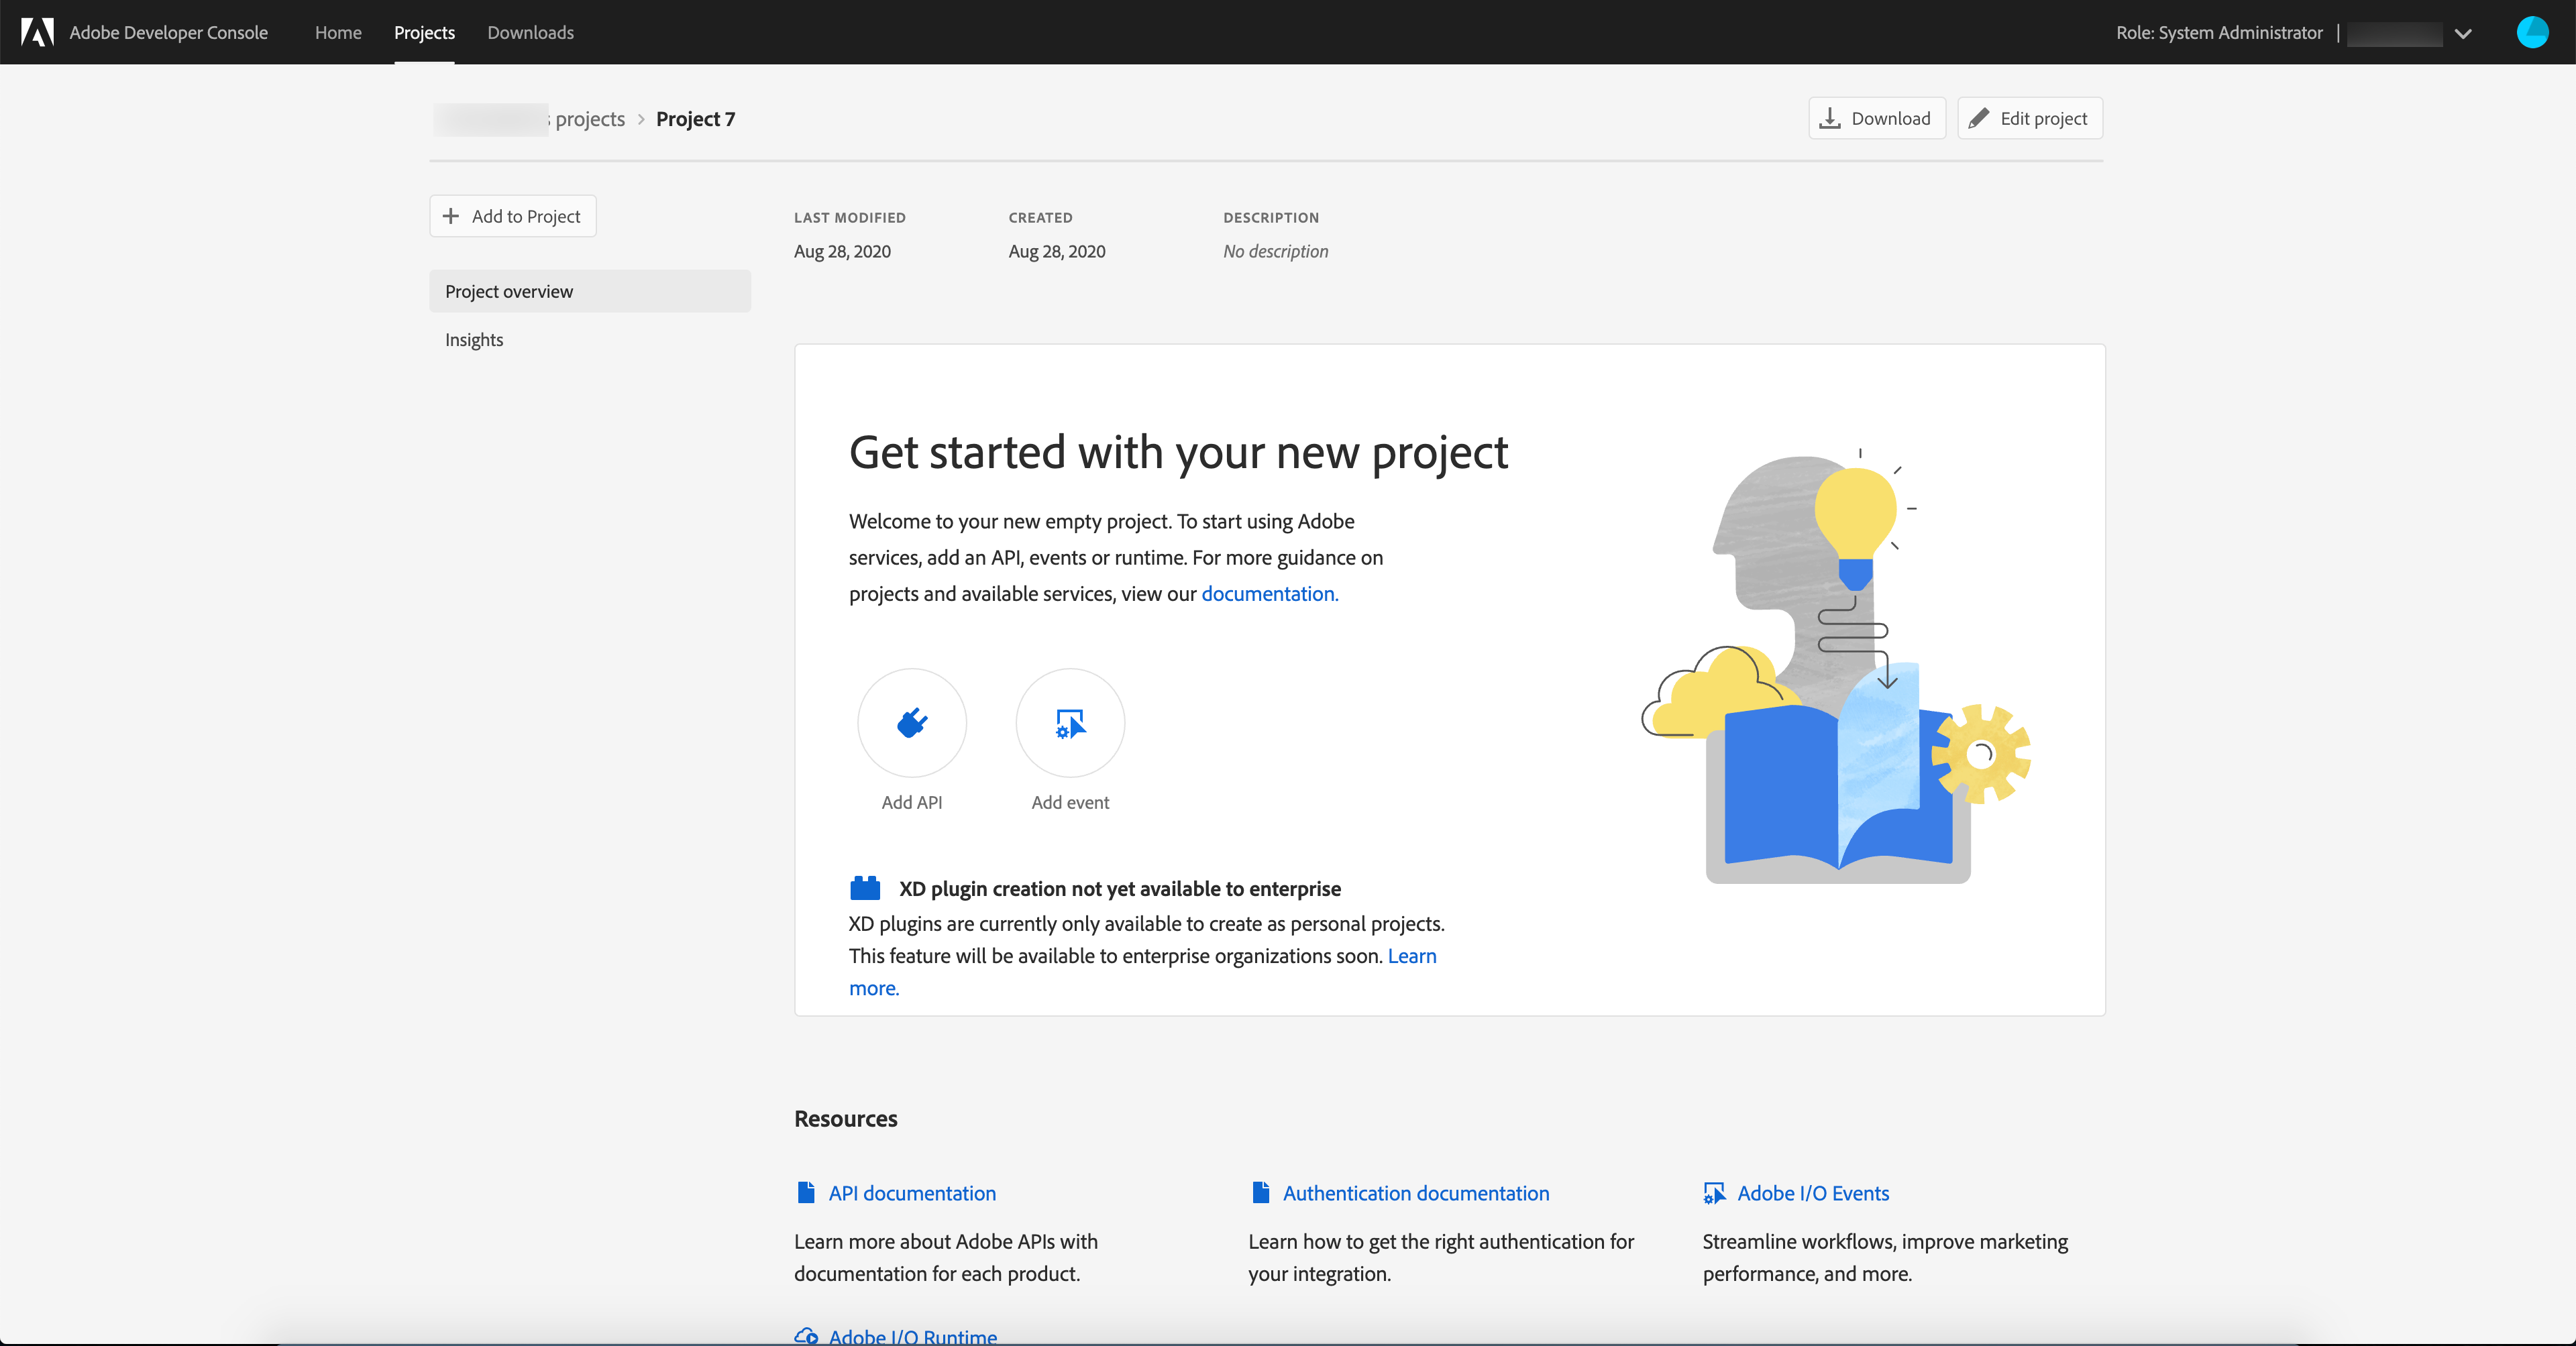 Adobe Developer Console Home Projects Downloads Role: System Administrator |
projects > Project 7 Download Edit project
Add to Project
LAST MODIFIED CREATED DESCRIPTION
Aug 28, 2020 Aug 28, 2020 No description
Project overview
Insights
Get started with your new project
Welcome to your new empty project. To start using Adobe
services, add an API, events or runtime. For more guidance on
projects and available services, view our documentation.
Add API Add event
XD plugin creation not yet available to enterprise
XD plugins are currently only available to create as personal projects.
This feature will be available to enterprise organizations soon. Learn
more.
Resources
API documentation Authentication documentation Adobe I/O Events
Learn more about Adobe APIs with Learn how to get the right authentication for Streamline workflows, improve marketing
documentation for each product. your integration. performance, and more.
Adobe I/O Runtime